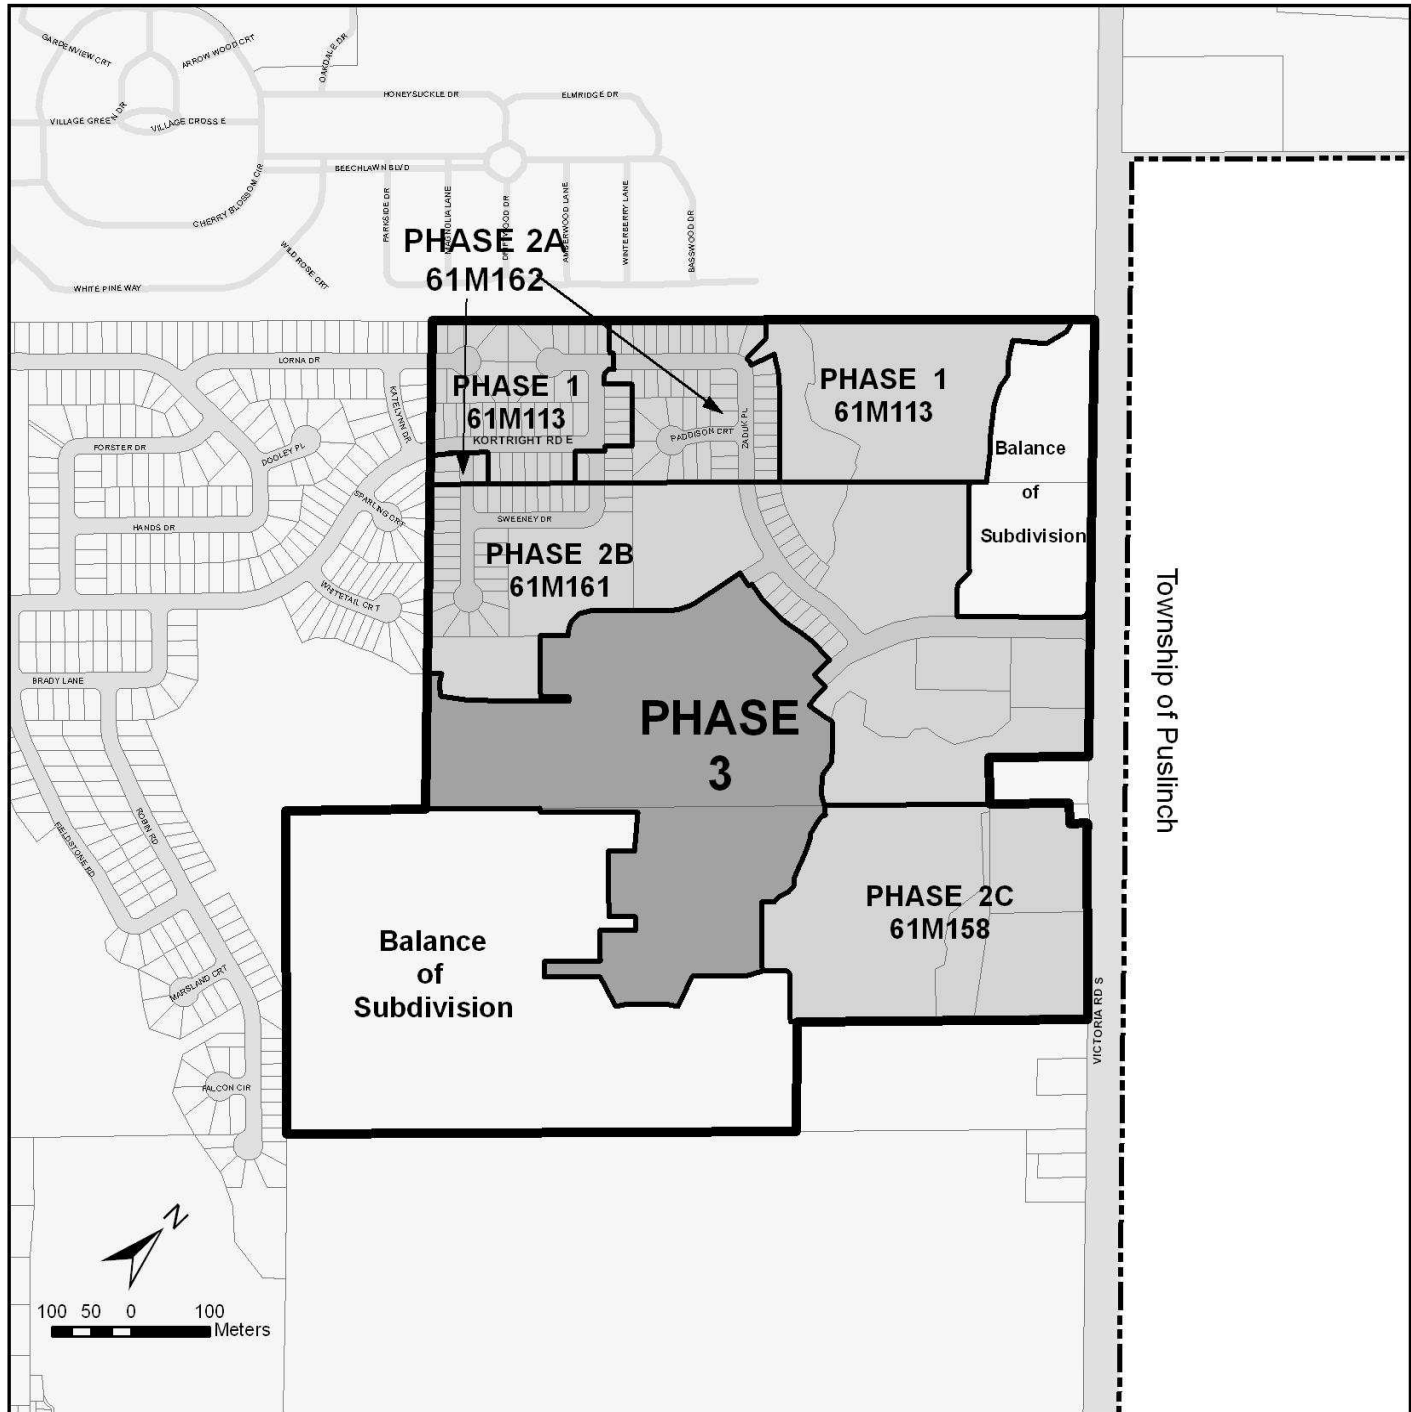 GARDENVIEW CRT
ARROW WOOD CRT
OAKDALE DR
HONEYSUCKLE DR
ELMRIDGE DR
VILLAGE GREEN DR
VILLAGE CROSS E
BEECHLAWN BLVD
CHERRY BLOSSOM CIR
PARKSIDE DR
MAGNOLIA LANE
DRIFTWOOD DR
AMBERWOOD LANE
WINTERBERRY LANE
BASSWOOD DR
WILD ROSE CRT
WHITE PINE WAY
PHASE 2A
61M162
LORNA DR
KATELYNN DR
PHASE 1
61M113
KORTRIGHT RD E
PADDISON CRT
ZADUK PL
PHASE 1
61M113
Balance
of
Subdivision
FORSTER DR
DOOLEY PL
SPARLING CRT
HANDS DR
WHITETAIL CRT
SWEENEY DR
PHASE 2B
61M161
Township of Puslinch
BRADY LANE
PHASE
3
FIELDSTONE RD
ROBIN RD
PHASE 2C
61M158
Balance
of
Subdivision
MARSLAND CRT
VICTORIA RD S
FALCON CIR
N
100 50 0 100
Meters